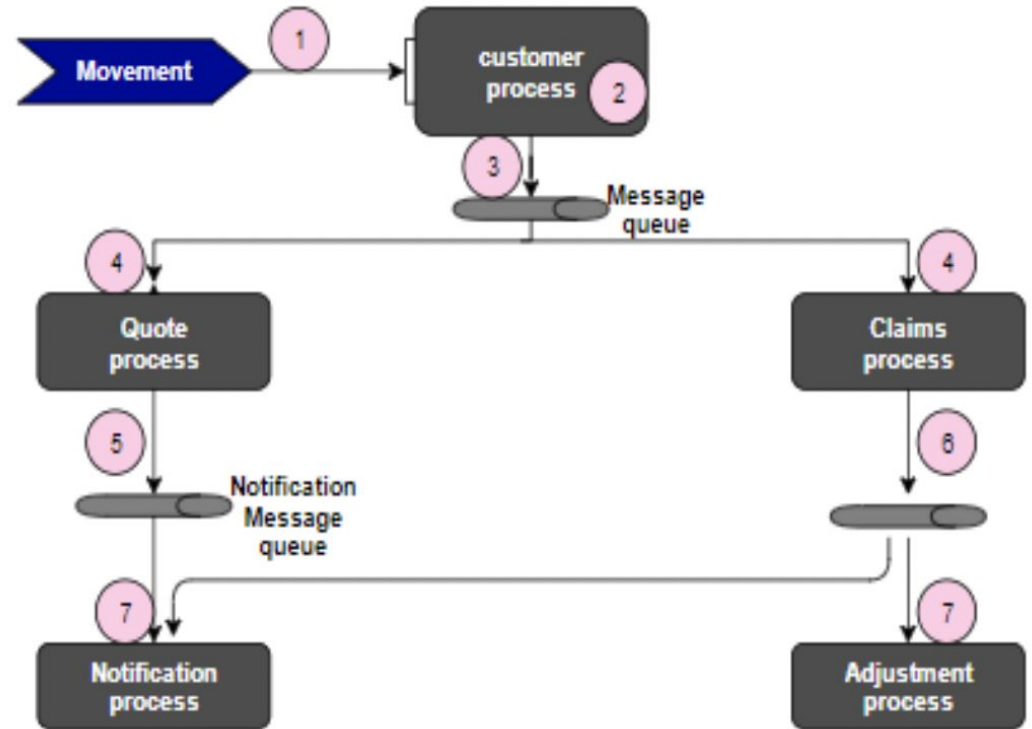 1
Movement
customer
process
2
3
Message
queue
4
4
Quote
process
Claims
process
5
6
Notification
Message
queue
7
7
Notification
process
Adjustment
process